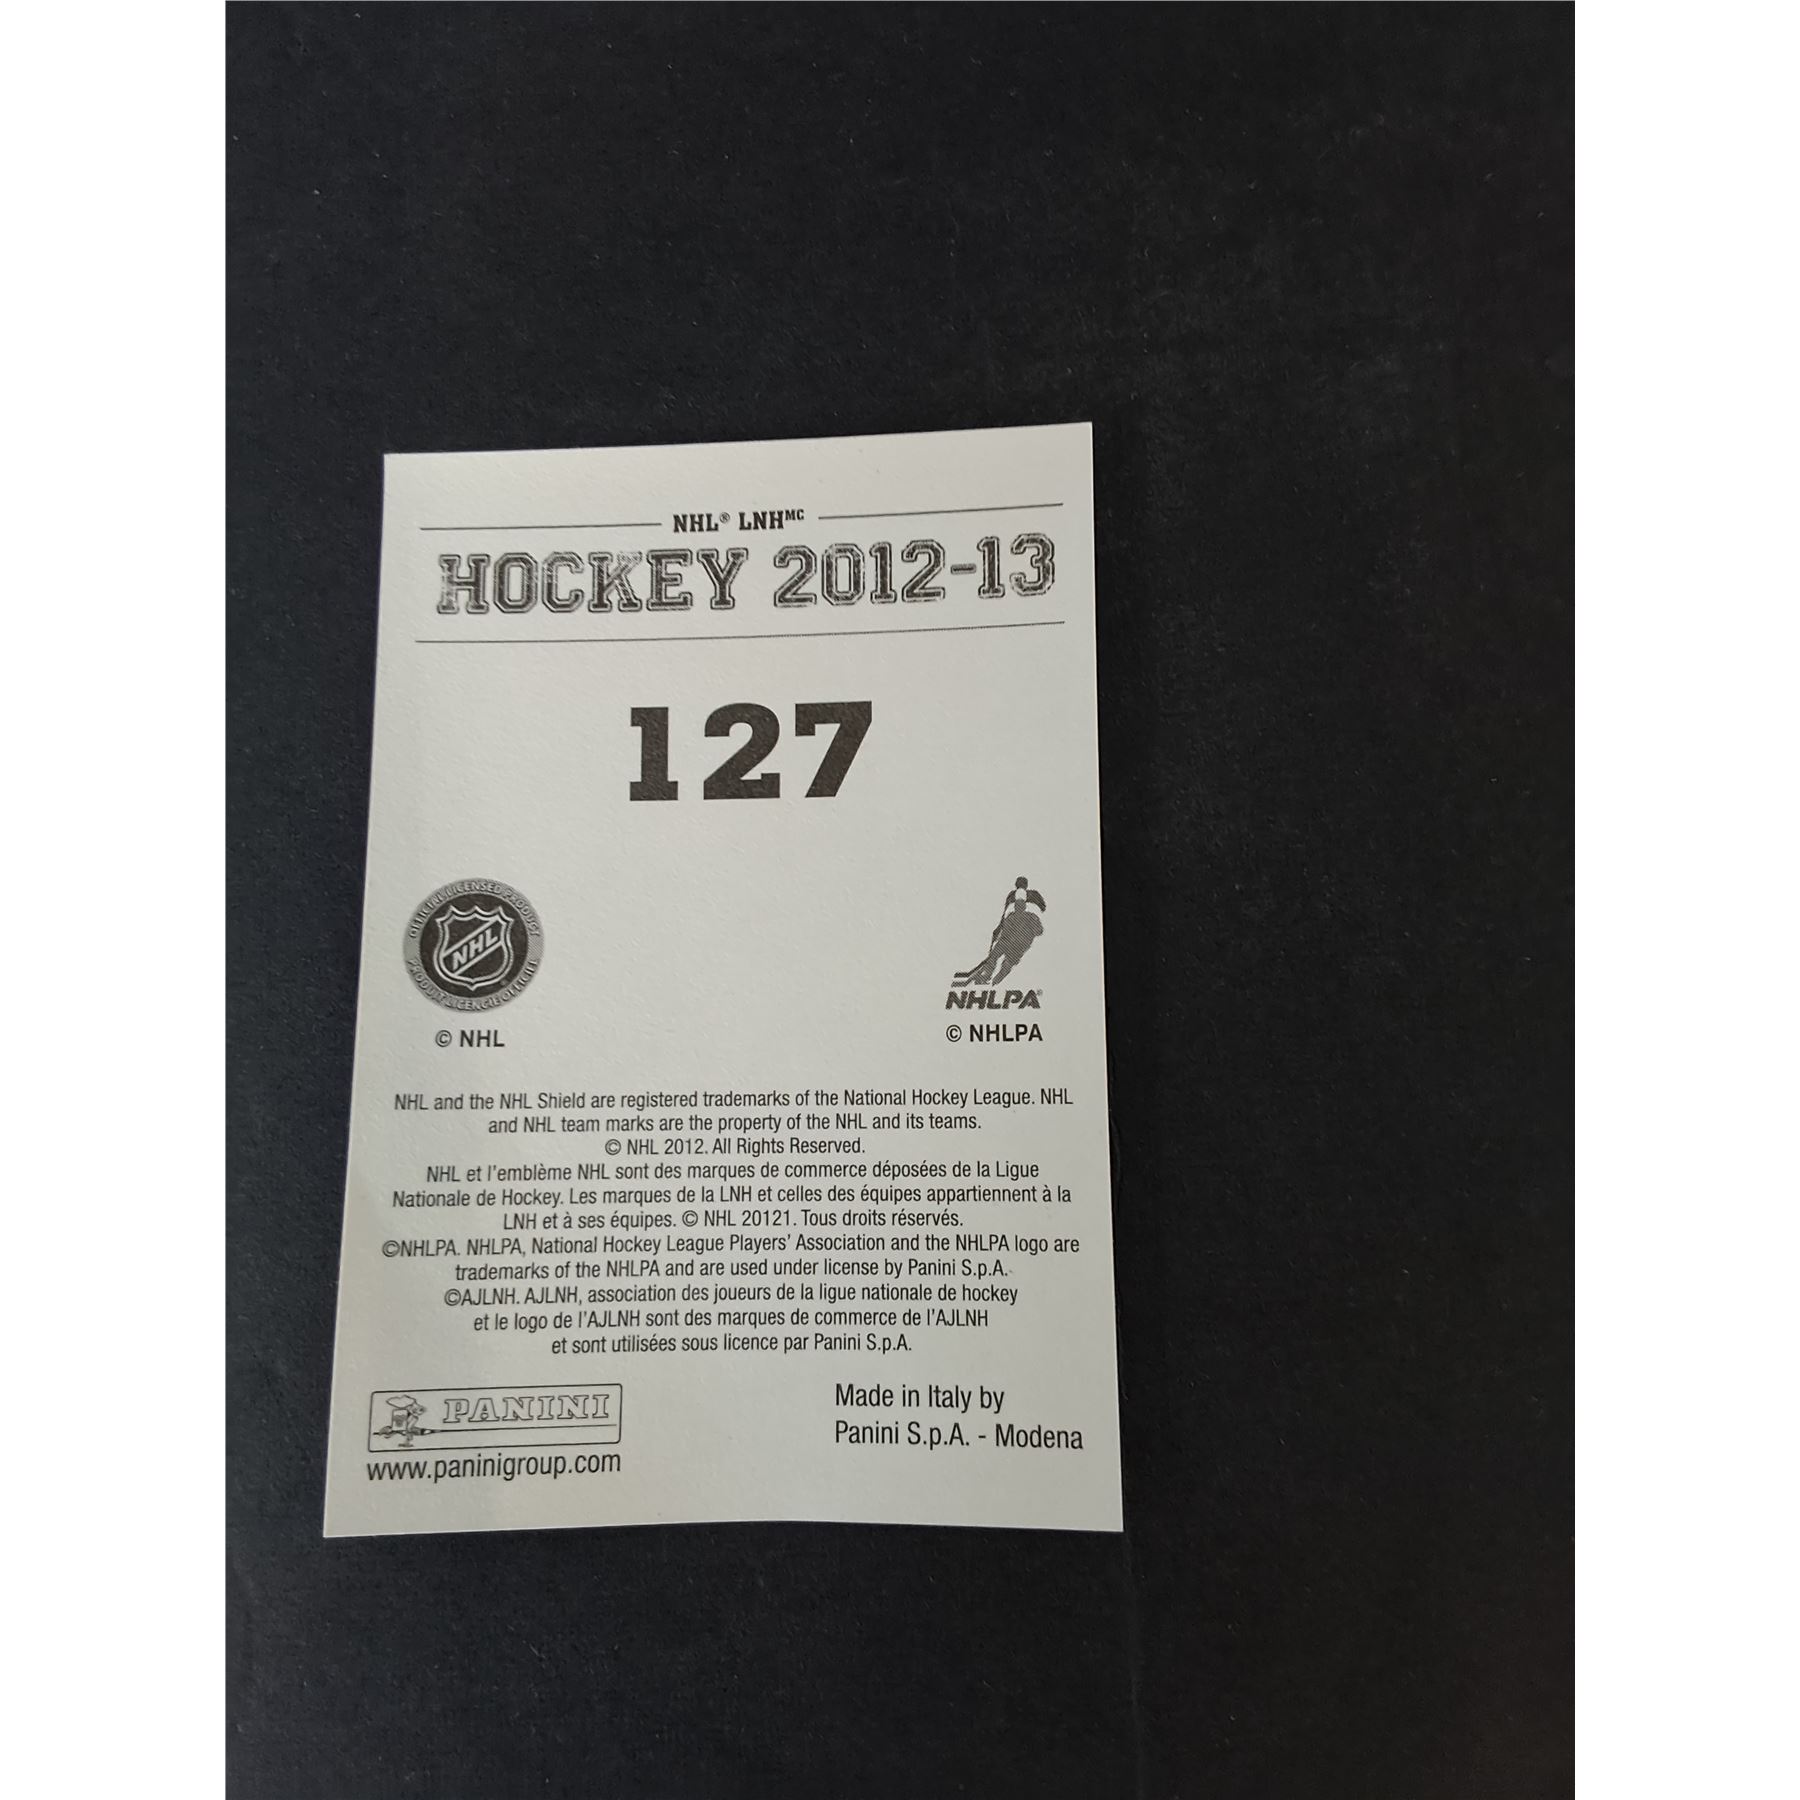 NHL® LNHMC
HOCKEY 2012-13
127
OFFICIAL LICENSED PRODUCT
NHL
PRODUIT LICENCIÉ OFFICIEL
© NHL
NHLPA
© NHLPA
NHL and the NHL Shield are registered trademarks of the National Hockey League. NHL
and NHL team marks are the property of the NHL and its teams.
© NHL 2012. All Rights Reserved.
NHL et l'emblème NHL sont des marques de commerce déposées de la Ligue
Nationale de Hockey. Les marques de la LNH et celles des équipes appartiennent à la
LNH et à ses équipes. © NHL 20121. Tous droits réservés.
©NHLPA. NHLPA, National Hockey League Players' Association and the NHLPA logo are
trademarks of the NHLPA and are used under license by Panini S.p.A.
©AJLNH. AJLNH, association des joueurs de la ligue nationale de hockey
et le logo de l'AJLNH sont des marques de commerce de l'AJLNH
et sont utilisées sous licence par Panini S.p.A.
PANINI
www.paninigroup.com
Made in Italy by
Panini S.p.A. - Modena